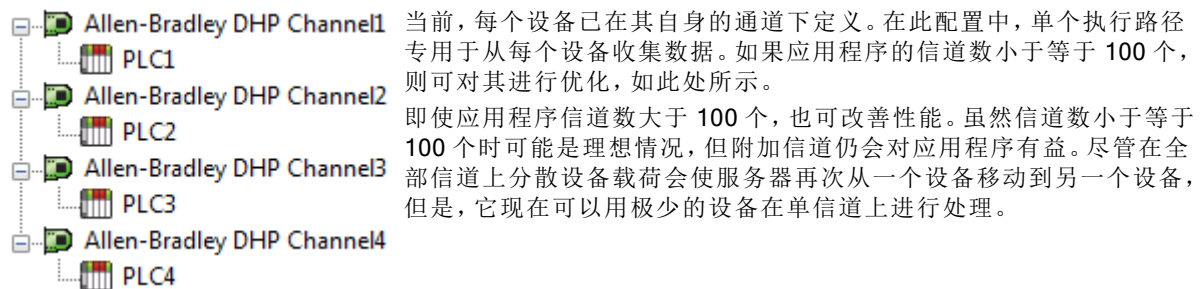 Allen-Bradley DHP Channel1
PLC1
Allen-Bradley DHP Channel2
PLC2
Allen-Bradley DHP Channel3
PLC3
Allen-Bradley DHP Channel4
PLC4
当前，每个设备已在其自身的通道下定义。在此配置中，单个执行路径
专用于从每个设备收集数据。如果应用程序的信道数小于等于 100 个，
则可对其进行优化，如此处所示。
即使应用程序信道数大于 100 个，也可改善性能。虽然信道数小于等于
100 个时可能是理想情况，但附加信道仍会对应用程序有益。尽管在全
部信道上分散设备载荷会使服务器再次从一个设备移动到另一个设备，
但是，它现在可以用极少的设备在单信道上进行处理。